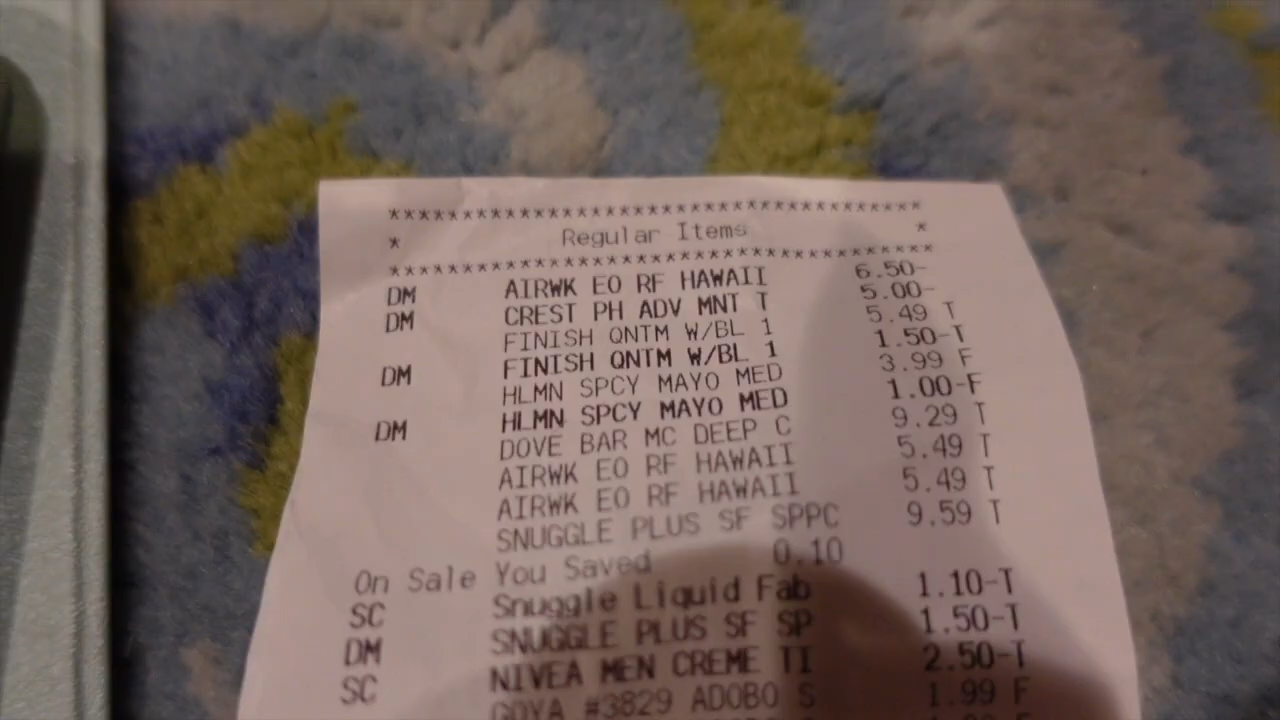 ***************************************
* Regular Items *
***************************************
DM AIRWK EO RF HAWAII 6.50-
DM CREST PH ADV MNT T 5.00-
FINISH QNTM W/BL 1 5.49 T
DM FINISH QNTM W/BL 1 1.50-T
HLMN SPCY MAYO MED 3.99 F
DM HLMN SPCY MAYO MED 1.00-F
DOVE BAR MC DEEP C 9.29 T
AIRWK EO RF HAWAII 5.49 T
AIRWK EO RF HAWAII 5.49 T
SNUGGLE PLUS SF SPPC 9.59 T
On Sale You Saved 0.10
SC Snuggle Liquid Fab 1.10-T
DM SNUGGLE PLUS SF SP 1.50-T
SC NIVEA MEN CREME TI 2.50-T
GOYA #3829 ADOBO S 1.99 F